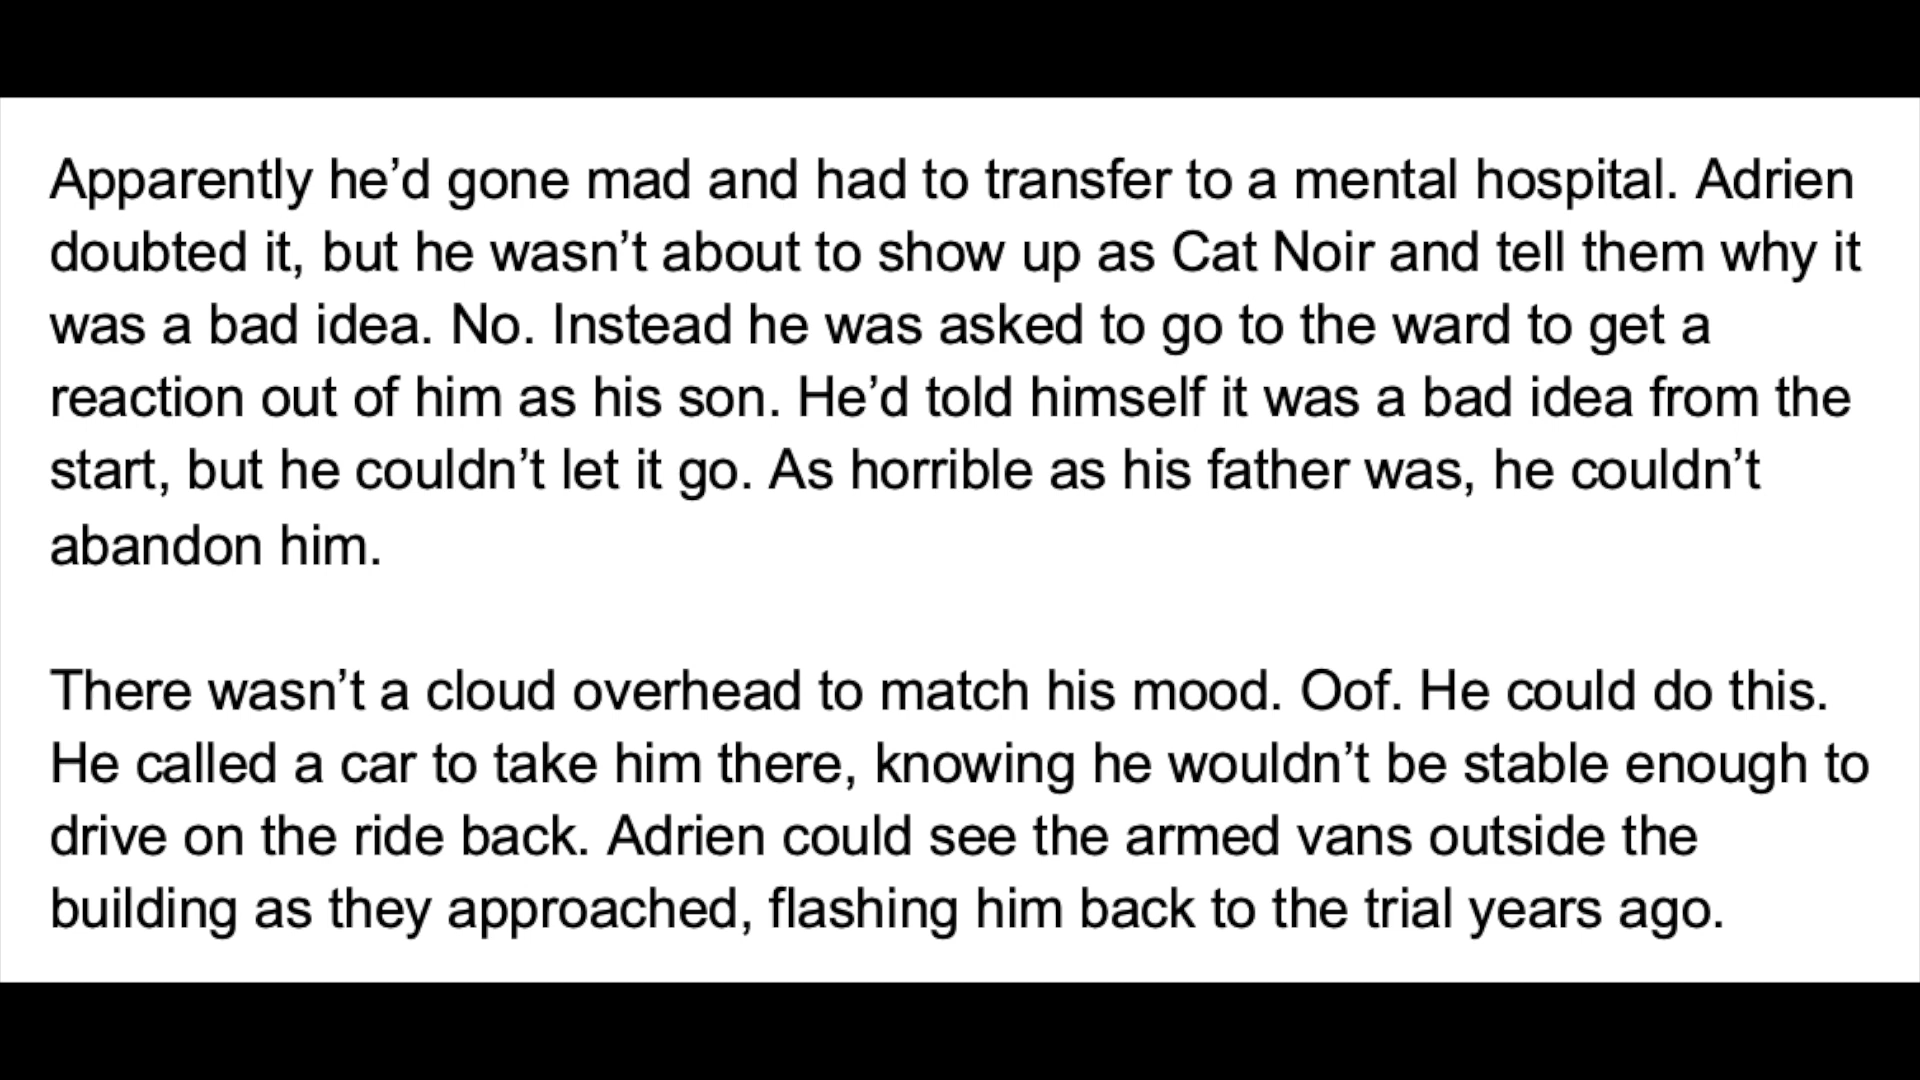 Apparently he’d gone mad and had to transfer to a mental hospital. Adrien
doubted it, but he wasn’t about to show up as Cat Noir and tell them why it
was a bad idea. No. Instead he was asked to go to the ward to get a
reaction out of him as his son. He’d told himself it was a bad idea from the
start, but he couldn’t let it go. As horrible as his father was, he couldn’t
abandon him.
There wasn’t a cloud overhead to match his mood. Oof. He could do this.
He called a car to take him there, knowing he wouldn’t be stable enough to
drive on the ride back. Adrien could see the armed vans outside the
building as they approached, flashing him back to the trial years ago.